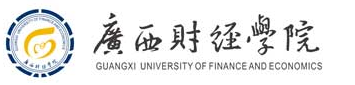 廣西財經學院
GUANGXI UNIVERSITY OF FINANCE AND ECONOMICS